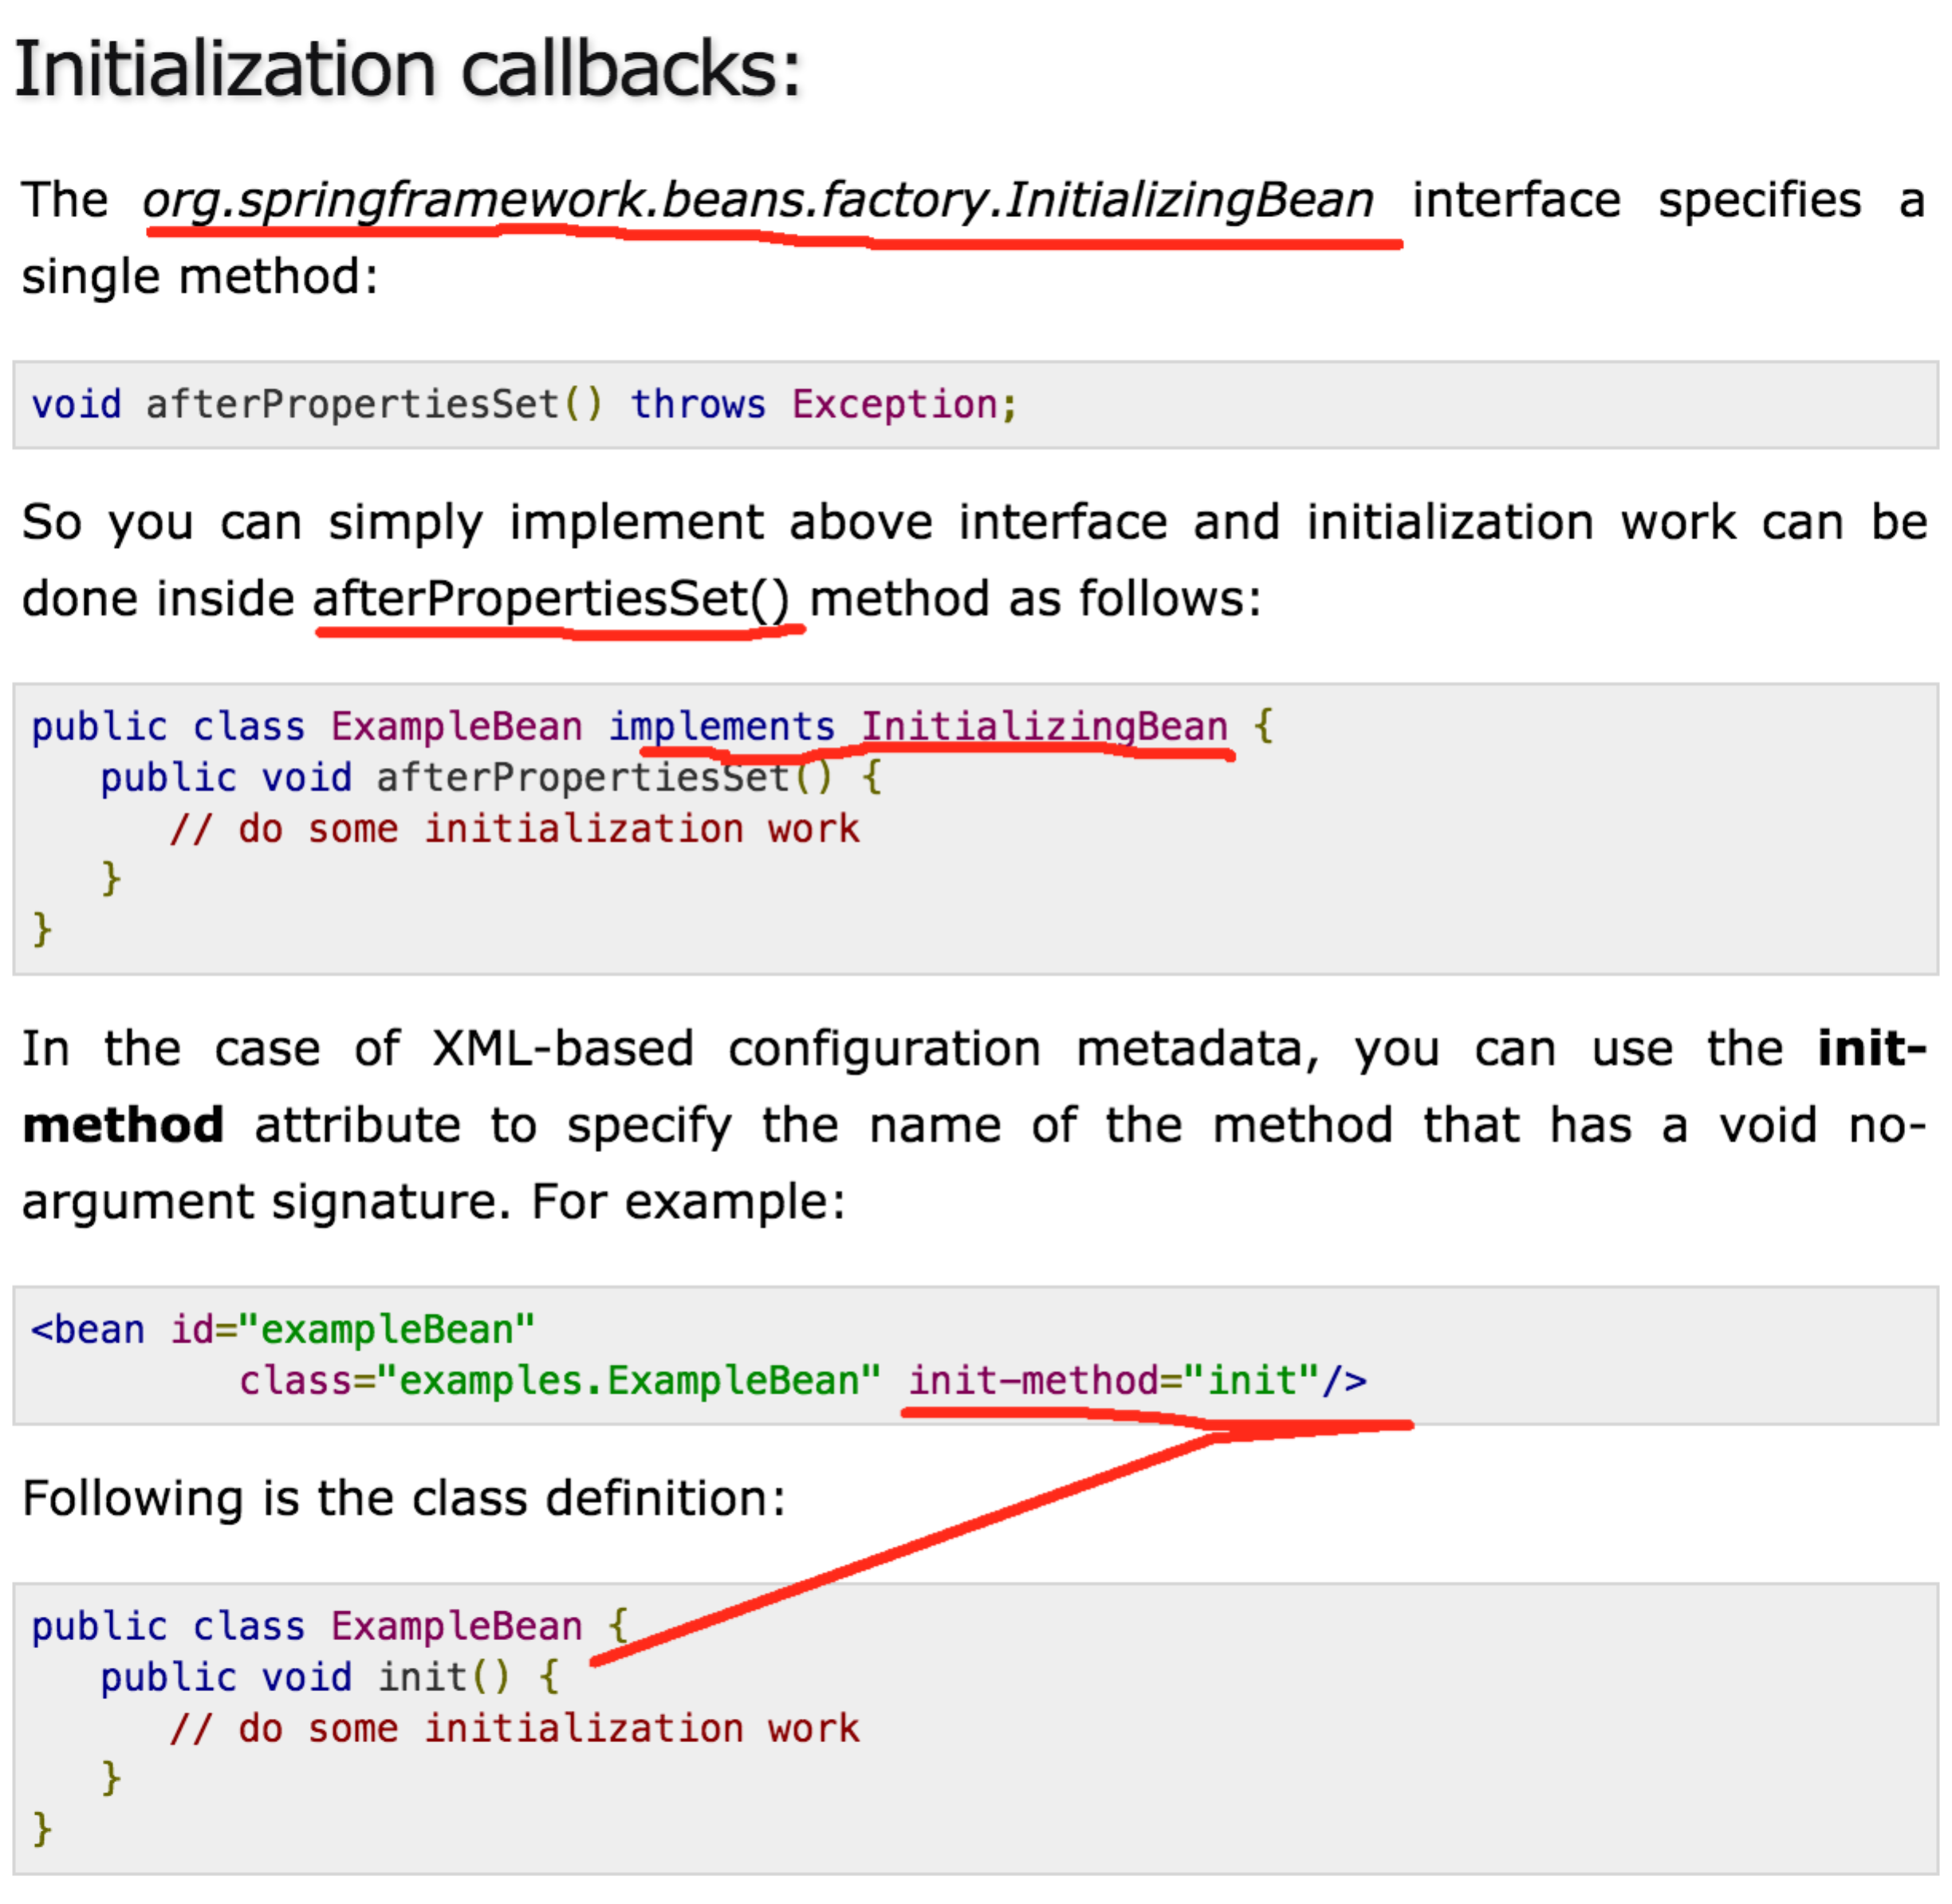 Initialization callbacks:
The org.springframework.beans.factory.InitializingBean interface specifies a
single method:
void afterPropertiesSet() throws Exception;
So you can simply implement above interface and initialization work can be
done inside afterPropertiesSet() method as follows:
public class ExampleBean implements InitializingBean {
   public void afterPropertiesSet() {
      // do some initialization work
   }
}
In the case of XML-based configuration metadata, you can use the init-
method attribute to specify the name of the method that has a void no-
argument signature. For example:
<bean id="exampleBean"
         class="examples.ExampleBean" init-method="init"/>
Following is the class definition:
public class ExampleBean {
   public void init() {
      // do some initialization work
   }
}